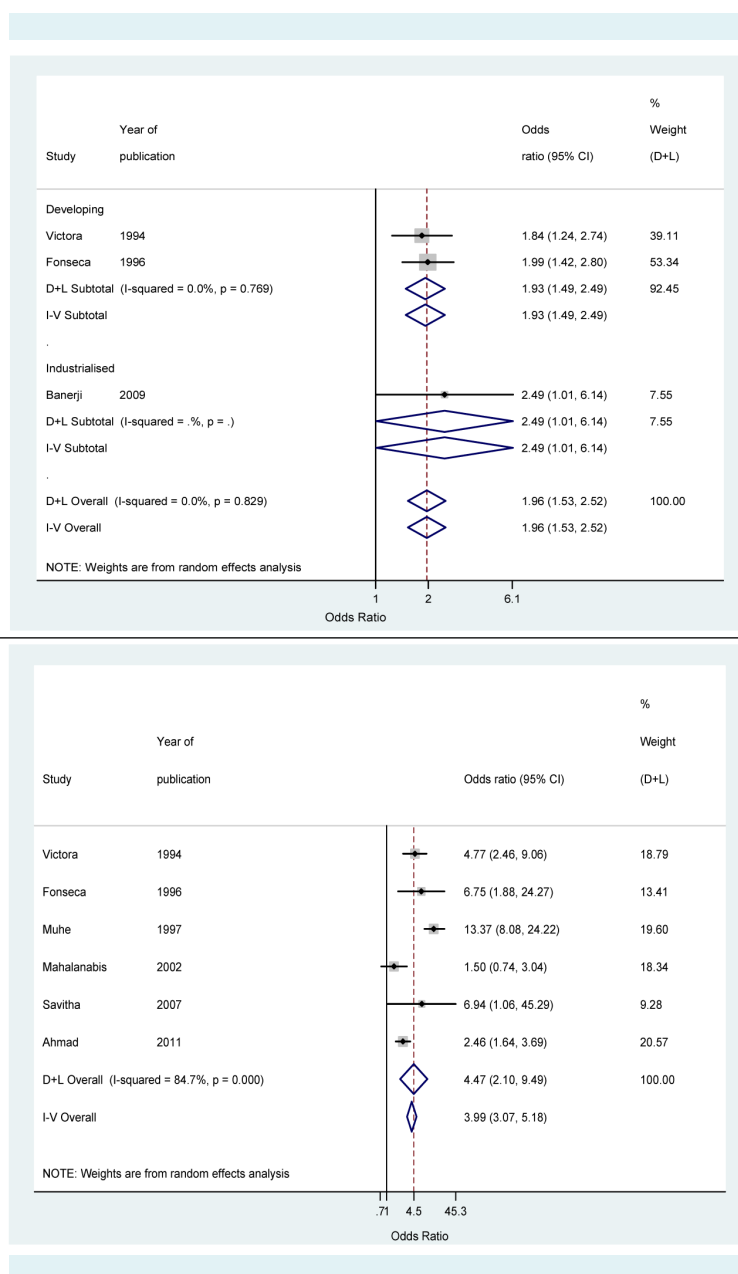 %
Year of Odds Weight
Study publication ratio (95% CI) (D+L)
Developing
Victora 1994 1.84 (1.24, 2.74) 39.11
Fonseca 1996 1.99 (1.42, 2.80) 53.34
D+L Subtotal (I-squared = 0.0%, p = 0.769) 1.93 (1.49, 2.49) 92.45
I-V Subtotal 1.93 (1.49, 2.49)
.
Industrialised
Banerji 2009 2.49 (1.01, 6.14) 7.55
D+L Subtotal (I-squared = .%, p = .) 2.49 (1.01, 6.14) 7.55
I-V Subtotal 2.49 (1.01, 6.14)
.
D+L Overall (I-squared = 0.0%, p = 0.829) 1.96 (1.53, 2.52) 100.00
I-V Overall 1.96 (1.53, 2.52)
NOTE: Weights are from random effects analysis
1 2 6.1
Odds Ratio
%
Year of Weight
Study publication Odds ratio (95% CI) (D+L)
Victora 1994 4.77 (2.46, 9.06) 18.79
Fonseca 1996 6.75 (1.88, 24.27) 13.41
Muhe 1997 13.37 (8.08, 24.22) 19.60
Mahalanabis 2002 1.50 (0.74, 3.04) 18.34
Savitha 2007 6.94 (1.06, 45.29) 9.28
Ahmad 2011 2.46 (1.64, 3.69) 20.57
D+L Overall (I-squared = 84.7%, p = 0.000) 4.47 (2.10, 9.49) 100.00
I-V Overall 3.99 (3.07, 5.18)
NOTE: Weights are from random effects analysis
.71 4.5 45.3
Odds Ratio